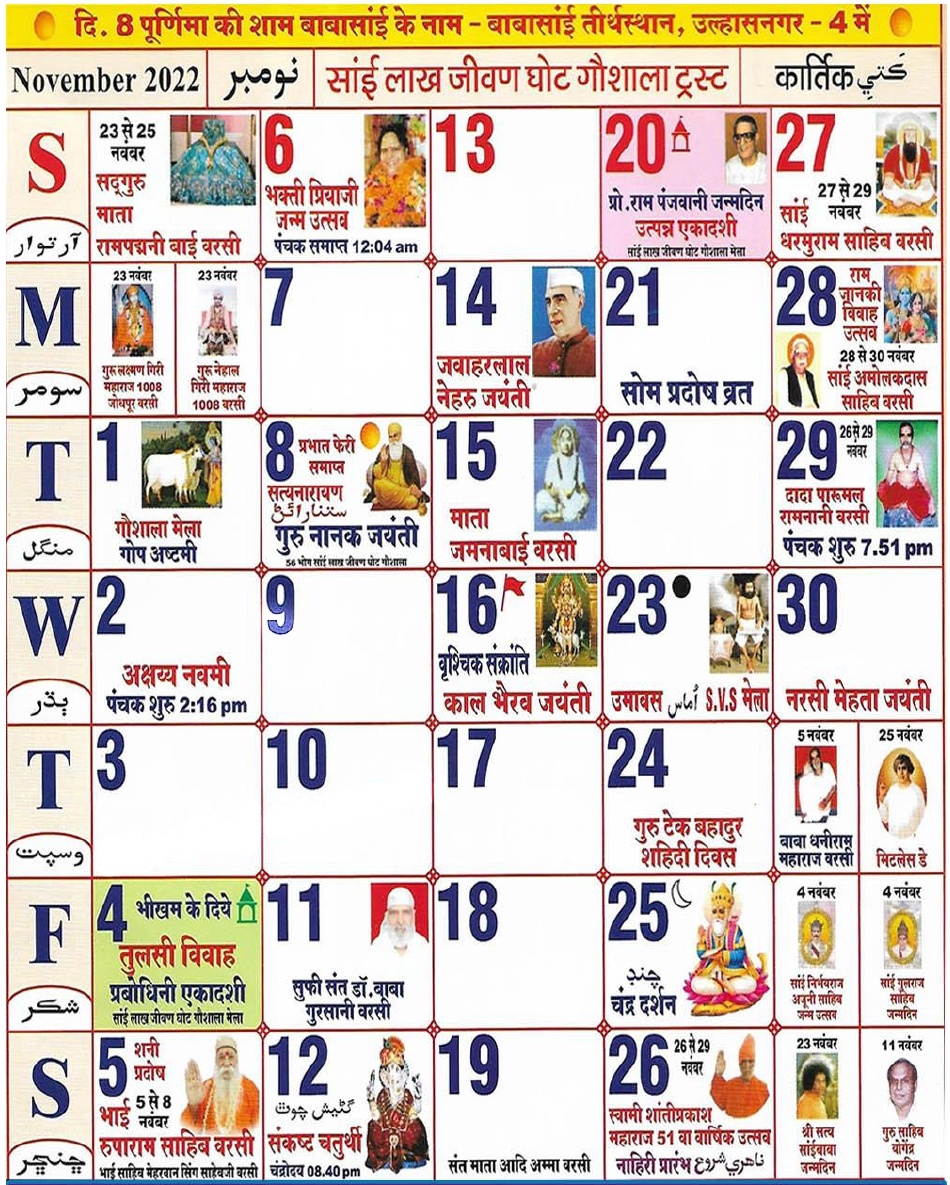 दि. 8 पूर्णिमा की शाम बाबासांई के नाम - बाबासांई तीर्थस्थान, उल्हासनगर - 4 में
November 2022 نومبر सांई लाख जीवण घोट गौशाला ट्रस्ट कार्तिक ڪَتِي
S
آرتوار
23 से 25
नवंबर
सद्गुरु
माता
रामपद्मनी बाई वरसी
6
भक्ती प्रियाजी
जन्म उत्सव
पंचक समाप्त 12:04 am
13
20
प्रो.राम पंजवानी जन्मदिन
उत्पन्न एकादशी
सांई लाख जीवण घोट गौशाला मेला
27
27 से 29
नवंबर
सांई
धरमुराम साहिब वरसी
M
سومر
23 नवंबर
गुरु लक्ष्मण गिरी
महाराज 1008
जोधपूर वरसी
23 नवंबर
गुरु नेहाल
गिरी महाराज
1008 वरसी
7
14
जवाहरलाल
नेहरु जयंती
21
सोम प्रदोष व्रत
28
राम
जानकी
विवाह
उत्सव
28 से 30 नवंबर
सांई अमोलकदास
साहिब वरसी
T
منگل
1
गौशाला मेला
गोप अष्टमी
8
प्रभात फेरी
समाप्त
सत्यनारायण
ستنارائڻ
गुरु नानक जयंती
56 भोग सांई लाख जीवण घोट गौशाला
15
माता
जमनाबाई वरसी
22
29
26 से 29
नवंबर
दादा पारूमल
रामनानी वरसी
पंचक शुरु 7.51 pm
W
ٻڌر
2
अक्षय्य नवमी
पंचक शुरु 2:16 pm
9
16
वृश्चिक संक्रांति
काल भैरव जयंती
23
उमावस اُماس S.V.S मेला
30
नरसी मेहता जयंती
T
وسپت
3
10
17
24
गुरु टेक बहादुर
शहिदी दिवस
5 नवंबर
बाबा धनीराम
महाराज वरसी
25 नवंबर
मिटलेस डे
F
شڪر
4
भीखम के दिये
तुलसी विवाह
प्रबोधिनी एकादशी
सांई लाख जीवण घोट गौशाला मेला
11
सुफी संत डॉ.बाबा
गुरसानी वरसी
18
25
چنڊ
चंद्र दर्शन
4 नवंबर
सांई निर्भयराज
अजूनी साहिब
जन्म उत्सव
4 नवंबर
सांई गुलराज
साहिब
जन्मदिन
S
ڇنڇر
5
शनी
प्रदोष
5 से 8
नवंबर
भाई
रुपाराम साहिब वरसी
भाई साहिब मेहरवान सिंग साहेबजी वरसी
12
گڻيش چوٿ
संकष्ट चतुर्थी
चंद्रोदय 08.40 pm
19
संत माता आदि अम्मा वरसी
26
26 से 29
नवंबर
स्वामी शांतीप्रकाश
महाराज 51 वा वार्षिक उत्सव
नाहिरी प्रारंभ ناھري شروع
23 नवंबर
श्री सत्य
सांईबाबा
जन्मदिन
11 नवंबर
गुरु साहिब
योगेंद्र
जन्मदिन